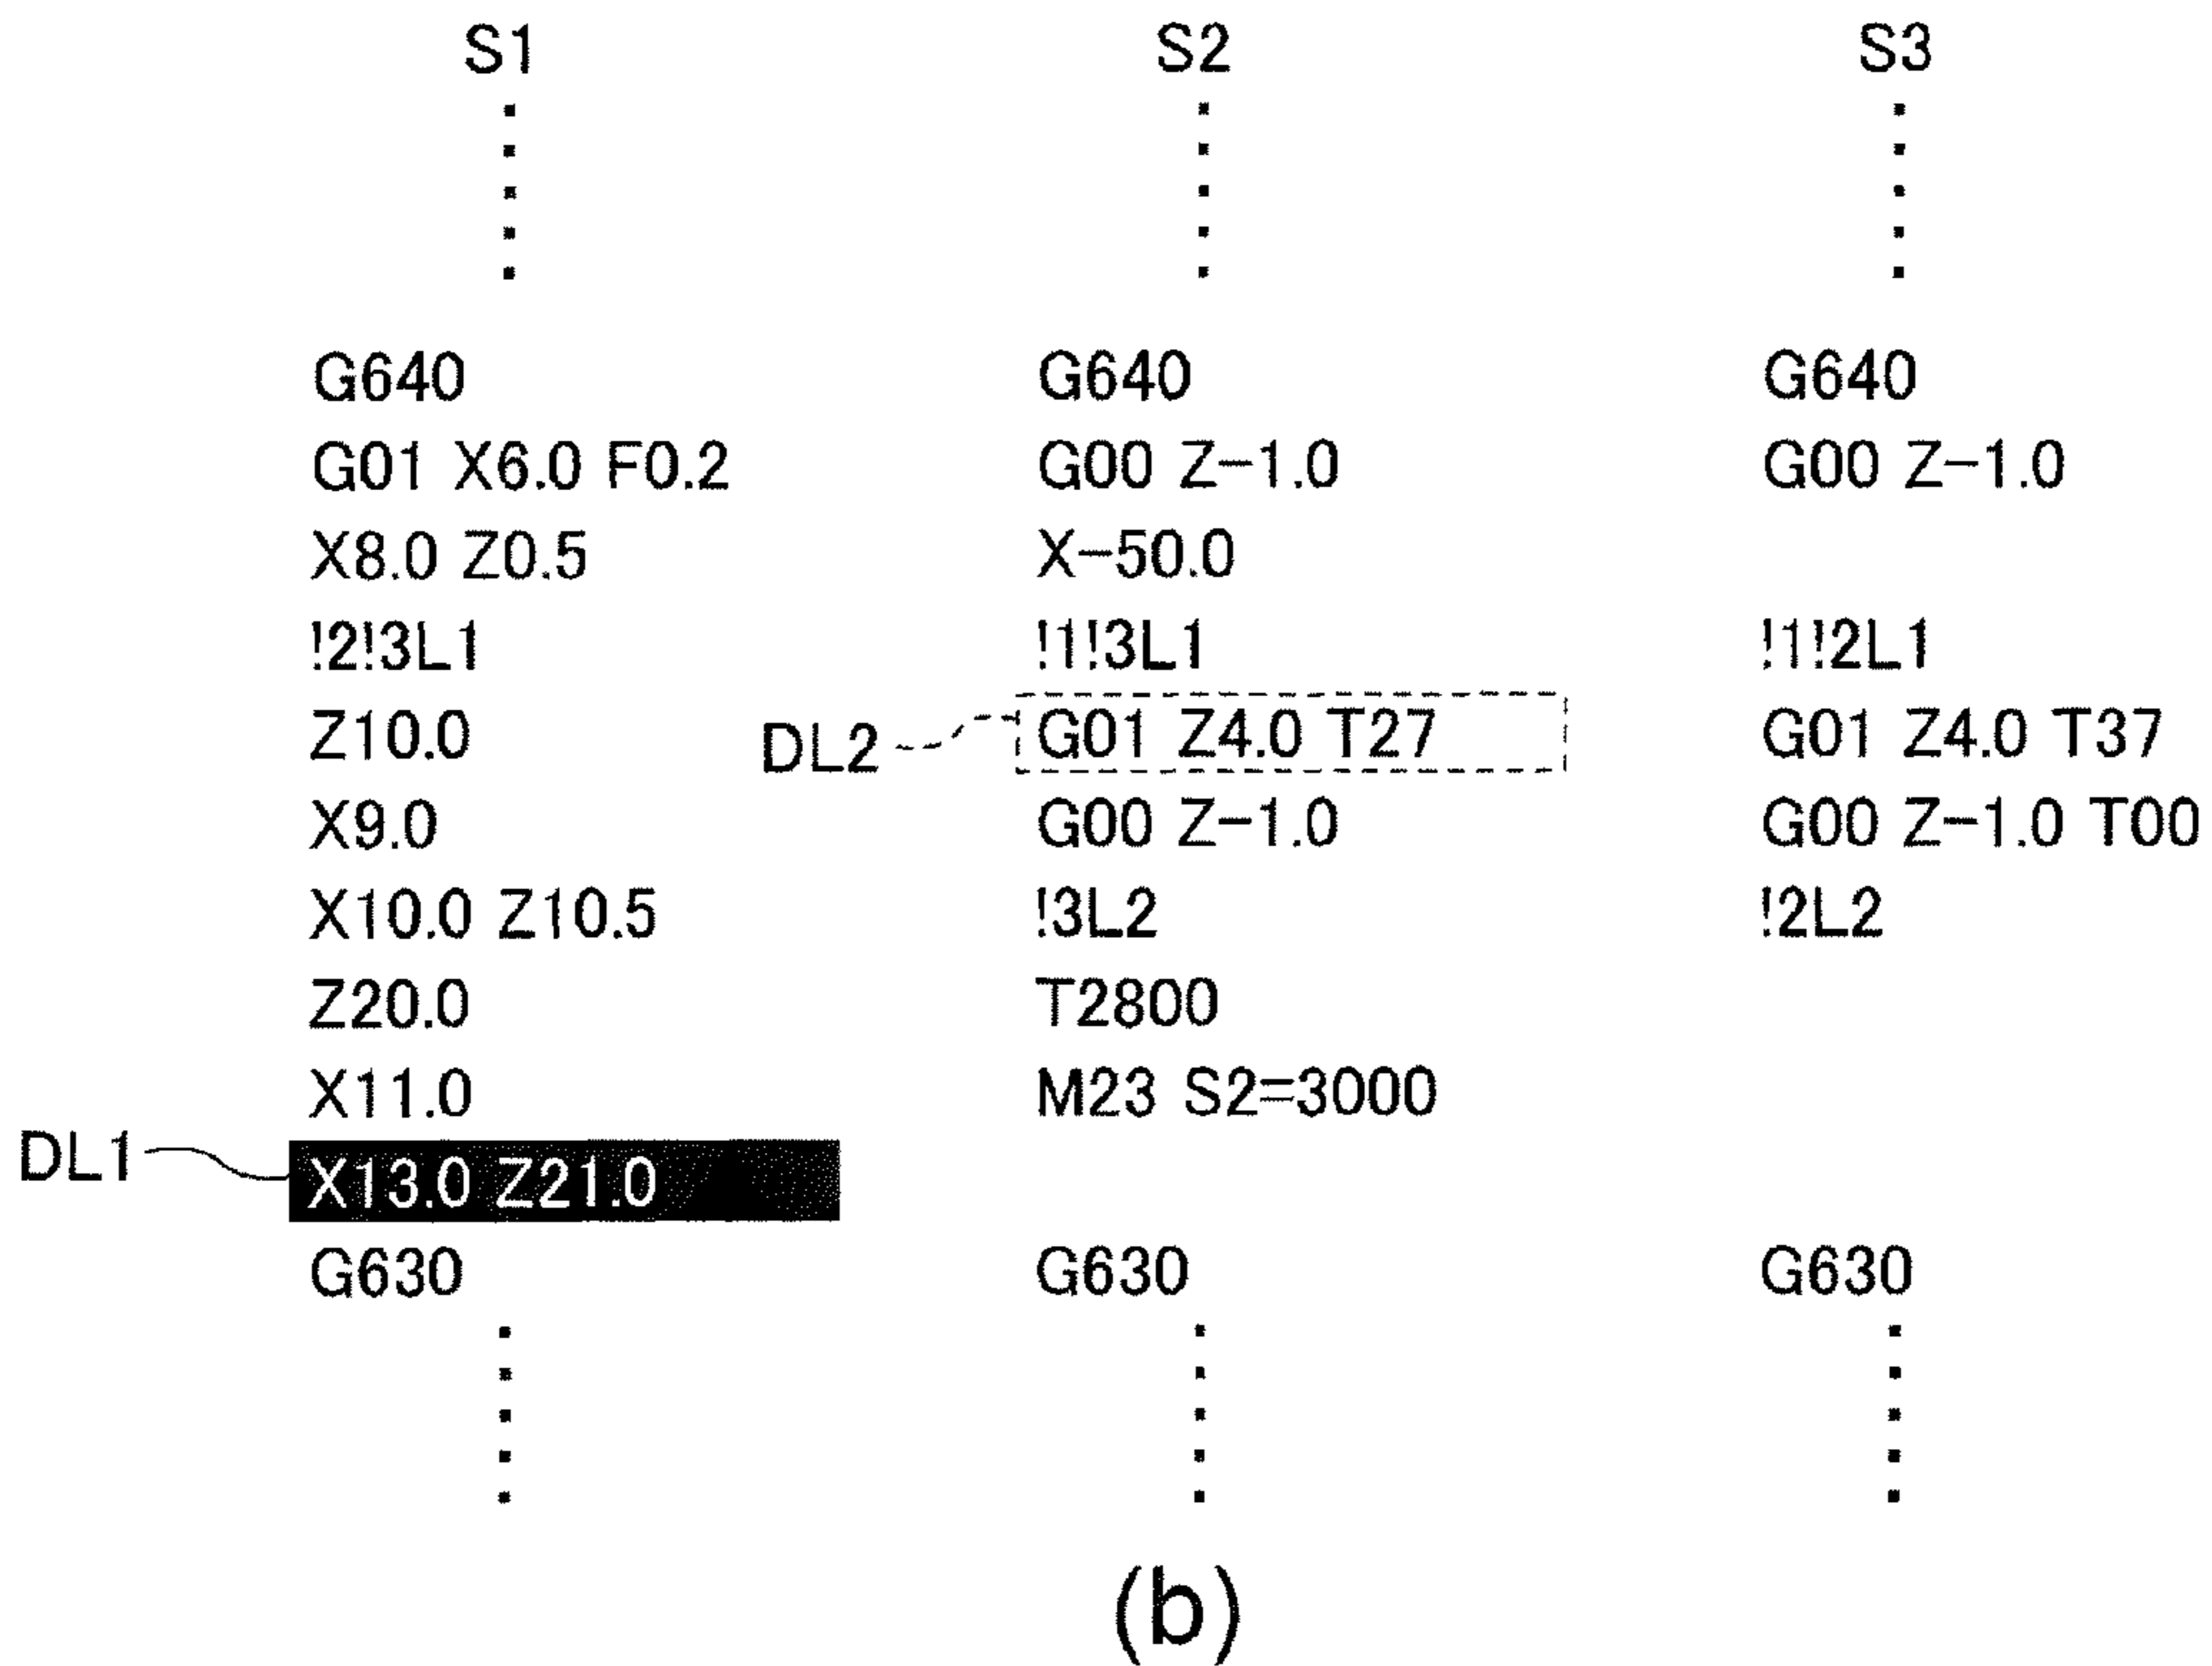 S1 S2 S3
G640 G640 G640
G01 X6.0 F0.2 G00 Z-1.0 G00 Z-1.0
X8.0 Z0.5 X-50.0
!2!3L1 !1!3L1 !1!2L1
Z10.0 DL2 G01 Z4.0 T27 G01 Z4.0 T37
X9.0 G00 Z-1.0 G00 Z-1.0 T00
X10.0 Z10.5 !3L2 !2L2
Z20.0 T2800
X11.0 M23 S2=3000
DL1 X13.0 Z21.0
G630 G630 G630
(b)